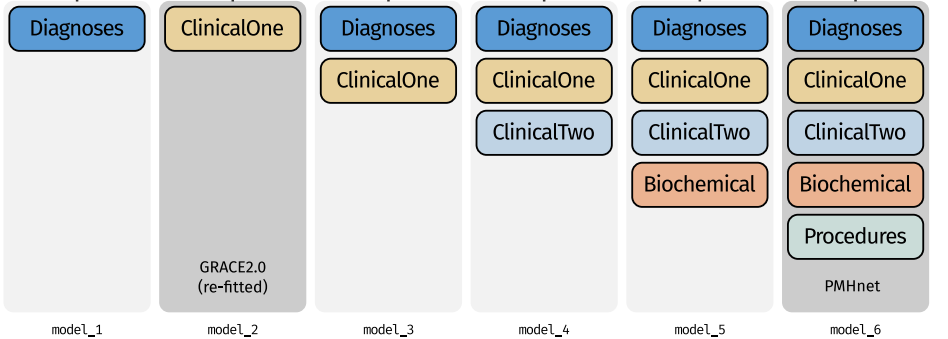 Diagnoses
ClinicalOne
GRACE2.0
(re-fitted)
Diagnoses
ClinicalOne
Diagnoses
ClinicalOne
ClinicalTwo
Diagnoses
ClinicalOne
ClinicalTwo
Biochemical
Diagnoses
ClinicalOne
ClinicalTwo
Biochemical
Procedures
PMHnet
model_1
model_2
model_3
model_4
model_5
model_6